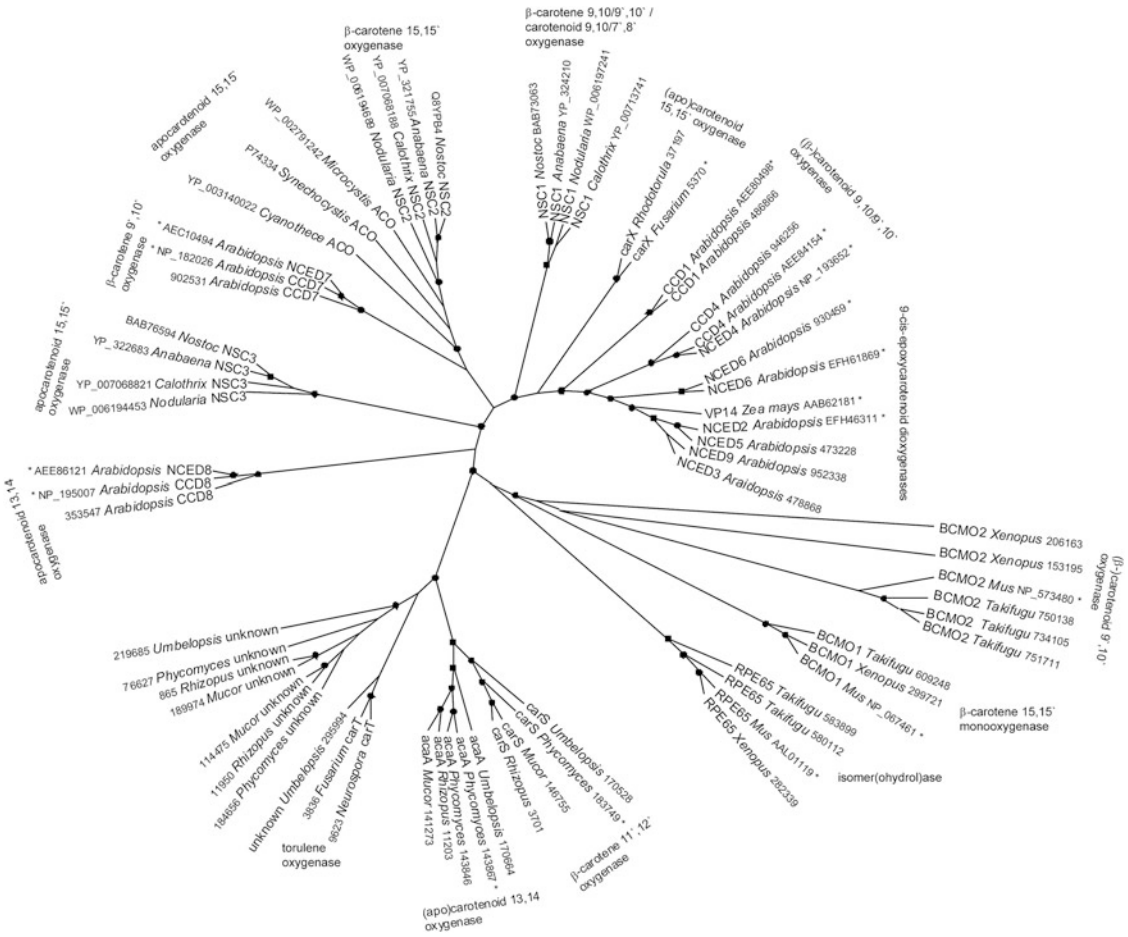 β-carotene 9,10/9`,10` /
carotenoid 9,10/7`,8`
oxygenase
NSC1 Nostoc BAB73063
NSC1 Anabaena YP_324210
NSC1 Nodularia WP_006197241
NSC1 Calothrix YP_00713741
(apo)carotenoid
15,15` oxygenase
carX Rhodotorula 37197
carX Fusarium 5370 *
(β-)carotenoid 9,10/9`,10`
oxygenase
CCD1 Arabidopsis AEE80498*
CCD1 Arabidopsis 486866
CCD4 Arabidopsis 946256
CCD4 Arabidopsis AEE84154 *
NCED4 Arabidopsis NP_193652 *
9-cis-epoxycarotenoid dioxygenases
NCED6 Arabidopsis 930459 *
NCED6 Arabidopsis EFH61869 *
VP14 Zea mays AAB62181 *
NCED2 Arabidopsis EFH46311 *
NCED5 Arabidopsis 473228
NCED9 Arabidopsis 952338
NCED3 Araidopsis 478868
(β-)carotenoid 9`,10`
oxygenase
BCMO2 Xenopus 206163
BCMO2 Xenopus 153195
BCMO2 Mus NP_573480 *
BCMO2 Takifugu 750138
BCMO2 Takifugu 734105
BCMO2 Takifugu 751711
BCMO1 Takifugu 609248
BCMO1 Xenopus 299721
BCMO1 Mus NP_067461 *
β-carotene 15,15`
monooxygenase
RPE65 Takifugu 583899
RPE65 Takifugu 580112
RPE65 Mus AAL01119 *
RPE65 Xenopus 282339
isomer(ohydrol)ase
carS Umbelopsis 170528
carS Phycomyces 183749 *
carS Mucor 146755
carS Rhizopus 3701
β-carotene 11`,12`
oxygenase
acaA Umbelopsis 170664
acaA Phycomyoes 143867 *
acaA Phycomyces 143846
acaA Rhizopus 11203
acaA Mucor 141273
(apo)carotenoid 13,14
oxygenase
9623 Neurospora carT
3836 Fusarium carT
torulene
oxygenase
unknown Umbelopsis 295994
184656 Phycomyces unknown
11950 Rhizopus unknown
114475 Mucor unknown
189974 Mucor unknown
865 Rhizopus unknown
76627 Phycomyces unknown
219685 Umbelopsis unknown
apocarotenoid 13,14
oxygenase
353547 Arabidopsis CCD8
* NP_195007 Arabidopsis CCD8
* AEE86121 Arabidopsis NCED8
apocarotenoid 15,15`
oxygenase
WP_006194453 Nodularia NSC3
YP_007068821 Calothrix NSC3
YP_322683 Anabaena NSC3
BAB76594 Nostoc NSC3
β-carotene 9`,10`
oxygenase
902531 Arabidopsis CCD7
* NP_182026 Arabidopsis CCD7
* AEC10494 Arabidopsis NCED7
apocarotenoid 15,15`
oxygenase
YP_003140022 Cyanothece ACO
P74334 Synechocystis ACO
WP_002791242 Microcystis ACO
β-carotene 15,15`
oxygenase
WP_006194689 Nodularia NSC2
YP_007068188 Calothrix NSC2
YP_321755 Anabaena NSC2
Q8YPB4 Nostoc NSC2